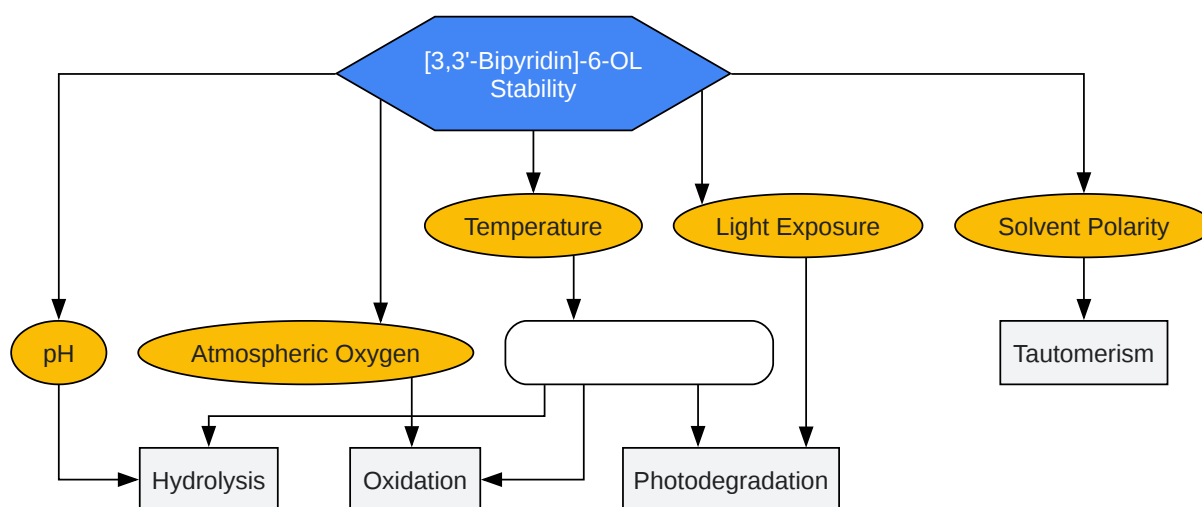 [3,3'-Bipyridin]-6-OL
Stability
Temperature
Light Exposure
Solvent Polarity
pH
Atmospheric Oxygen
Tautomerism
Hydrolysis
Oxidation
Photodegradation